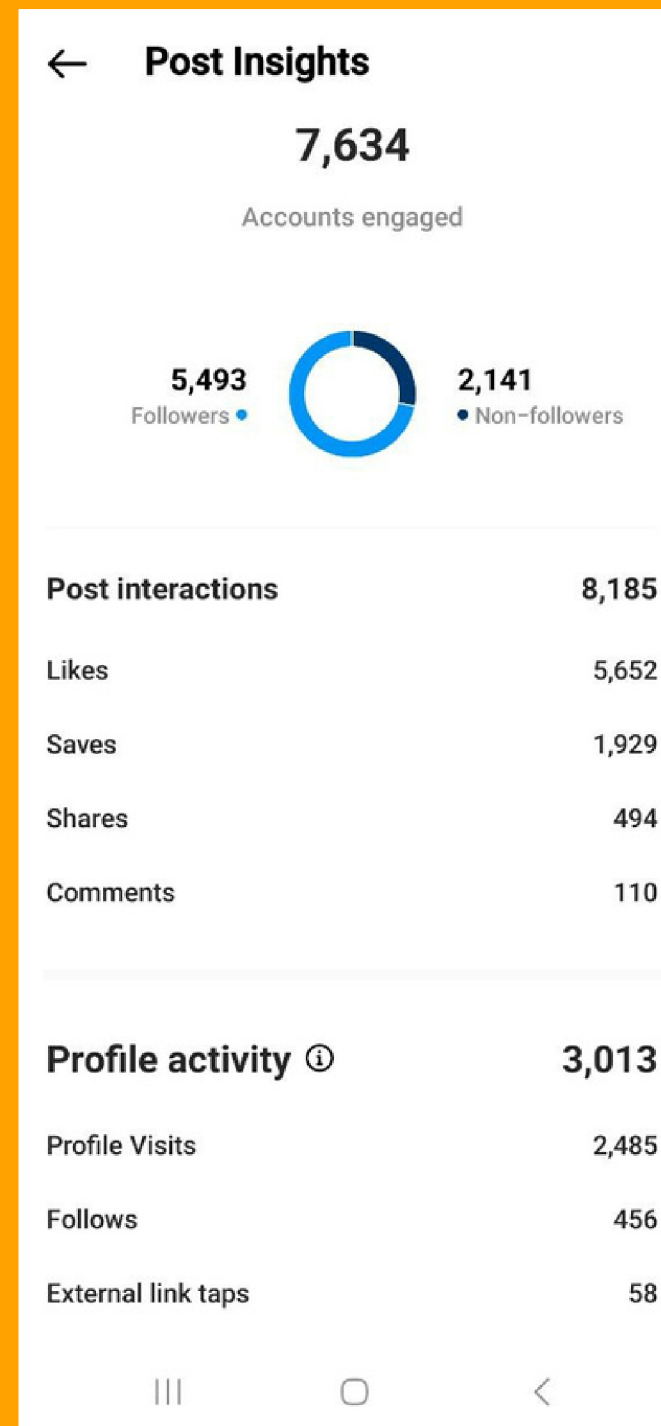 Post Insights
7,634
Accounts engaged
5,493
Followers
2,141
Non-followers
Post interactions 8,185
Likes 5,652
Saves 1,929
Shares 494
Comments 110
Profile activity 3,013
Profile Visits 2,485
Follows 456
External link taps 58